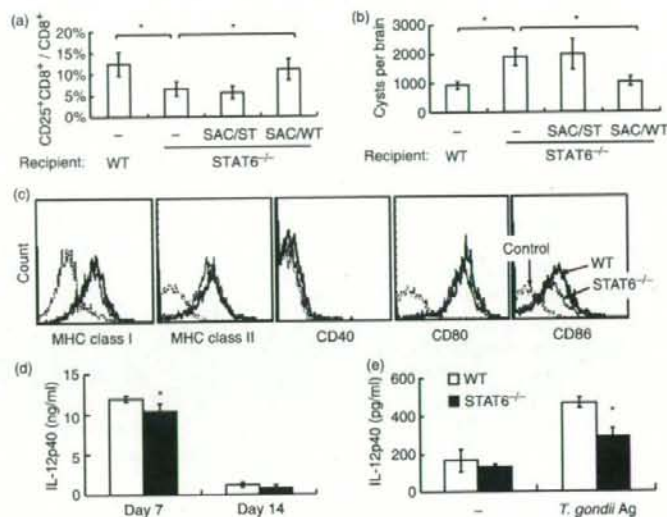 (a)
CD25⁺CD8⁺ / CD8⁺
20%
15%
10%
5%
0%
*
*
– – SAC/ST SAC/WT
Recipient: WT STAT6⁻/⁻
(b)
Cysts per brain
3000
2000
1000
0
*
*
– – SAC/ST SAC/WT
Recipient: WT STAT6⁻/⁻
(c)
Count
Control
WT
STAT6⁻/⁻
MHC class I MHC class II CD40 CD80 CD86
(d)
IL-12p40 (ng/ml)
15
10
5
0
*
Day 7 Day 14
(e)
IL-12p40 (pg/ml)
600
400
200
0
WT
STAT6⁻/⁻
*
– T. gondii Ag